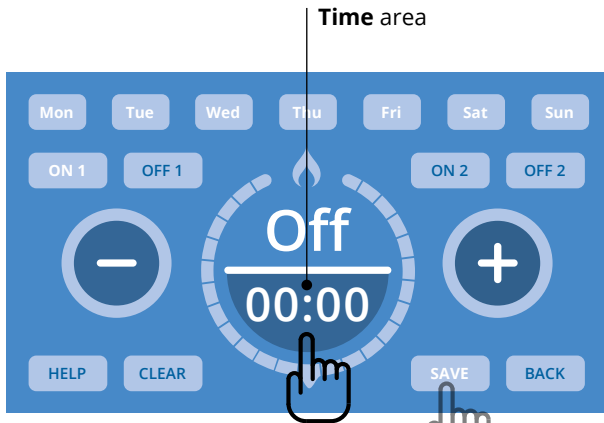 Time area
Mon Tue Wed Thu Fri Sat Sun
ON 1 OFF 1 ON 2 OFF 2
Off
00:00
HELP CLEAR SAVE BACK